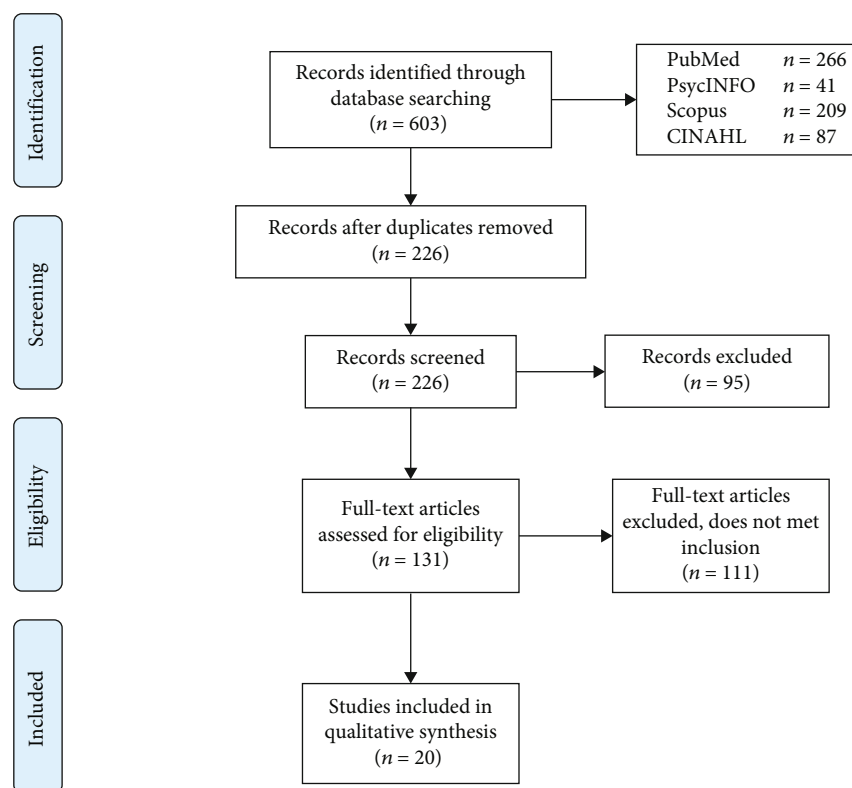 Identification
Records identified through
database searching
(n = 603)
PubMed n = 266
PsycINFO n = 41
Scopus n = 209
CINAHL n = 87
Screening
Records after duplicates removed
(n = 226)
Records screened
(n = 226)
Records excluded
(n = 95)
Eligibility
Full-text articles
assessed for eligibility
(n = 131)
Full-text articles
excluded, does not met
inclusion
(n = 111)
Included
Studies included in
qualitative synthesis
(n = 20)